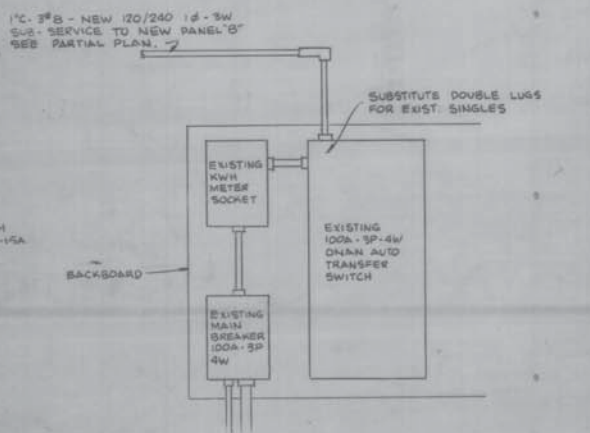 1"C - 3#8 - NEW 120/240 1ø - 3W
SUB-SERVICE TO NEW PANEL "B"
SEE PARTIAL PLAN.
SUBSTITUTE DOUBLE LUGS
FOR EXIST. SINGLES
EXISTING
KWH
METER
SOCKET
EXISTING
100A-3P-4W
ONAN AUTO
TRANSFER
SWITCH
-15A
BACKBOARD
EXISTING
MAIN
BREAKER
100A-3P
4W